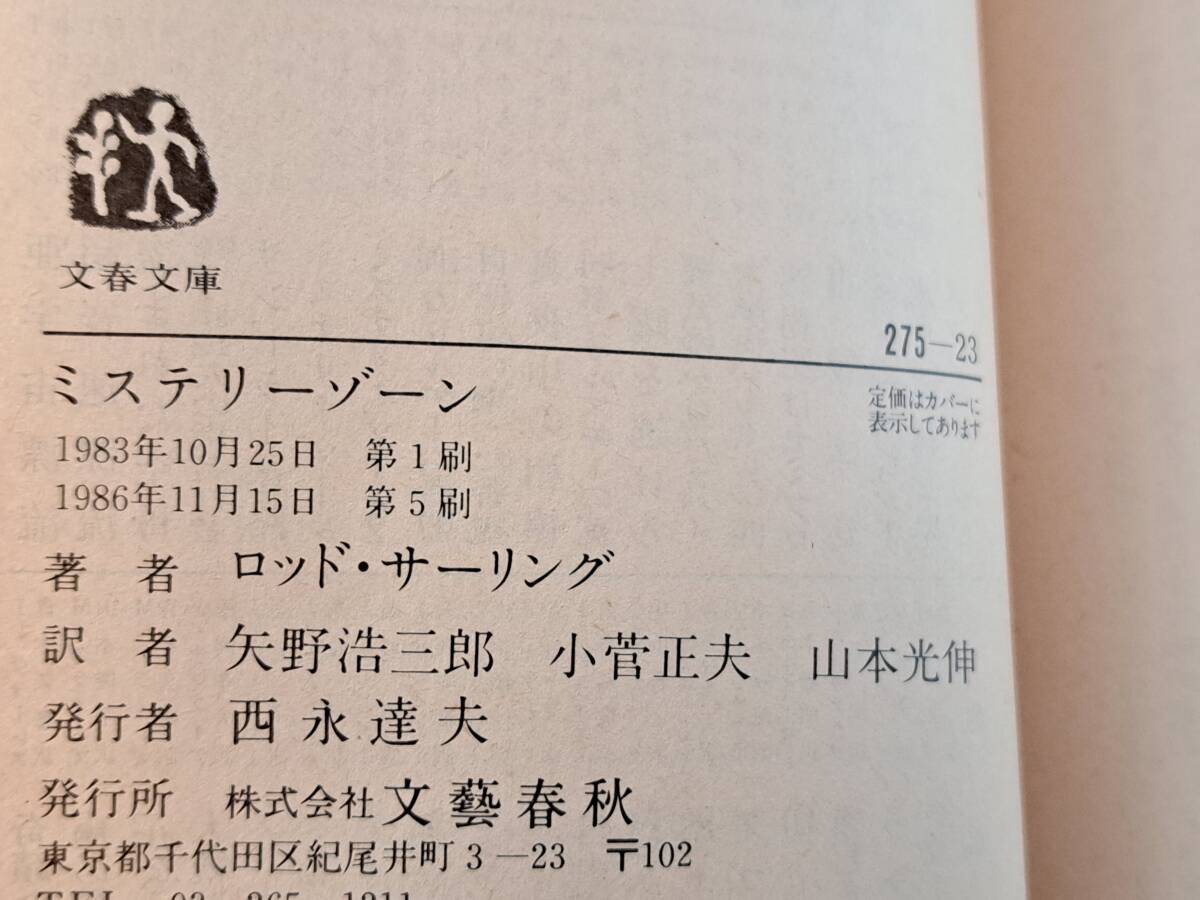 文春文庫
275—23
定価はカバーに
表示してあります
ミステリーゾーン
1983年10月25日 第1刷
1986年11月15日 第5刷
著者 ロッド・サーリング
訳者 矢野浩三郎 小菅正夫 山本光伸
発行者 西永達夫
発行所 株式会社 文藝春秋
東京都千代田区紀尾井町3—23 〒102
TEL 03 265 1211